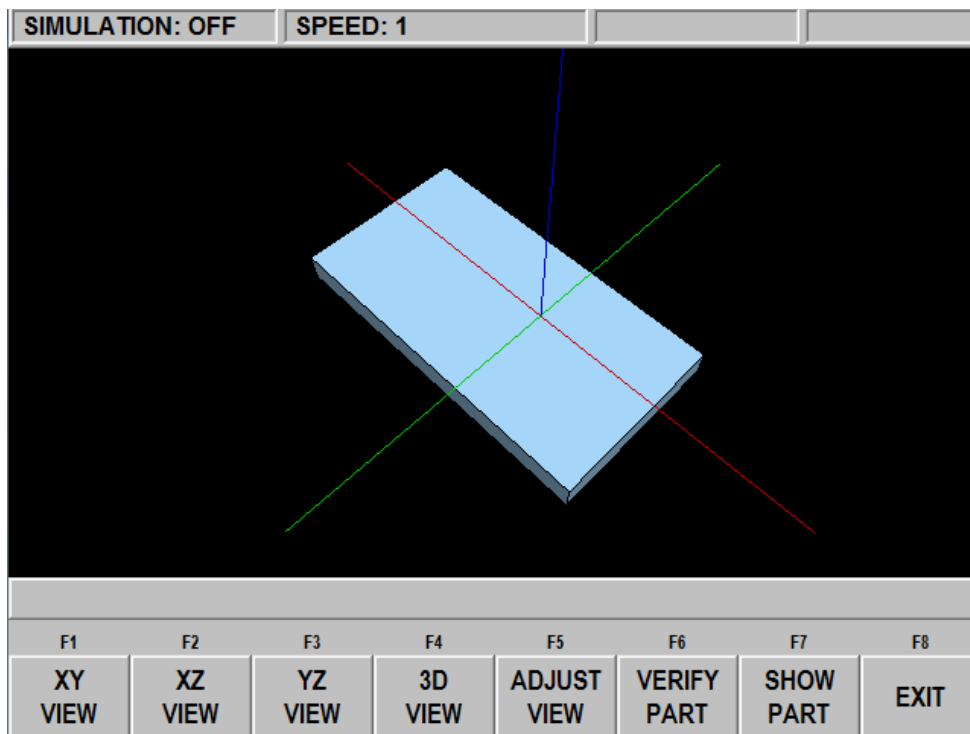 SIMULATION: OFF SPEED: 1
F1 F2 F3 F4 F5 F6 F7 F8
XY XZ YZ 3D ADJUST VERIFY SHOW EXIT
VIEW VIEW VIEW VIEW VIEW PART PART